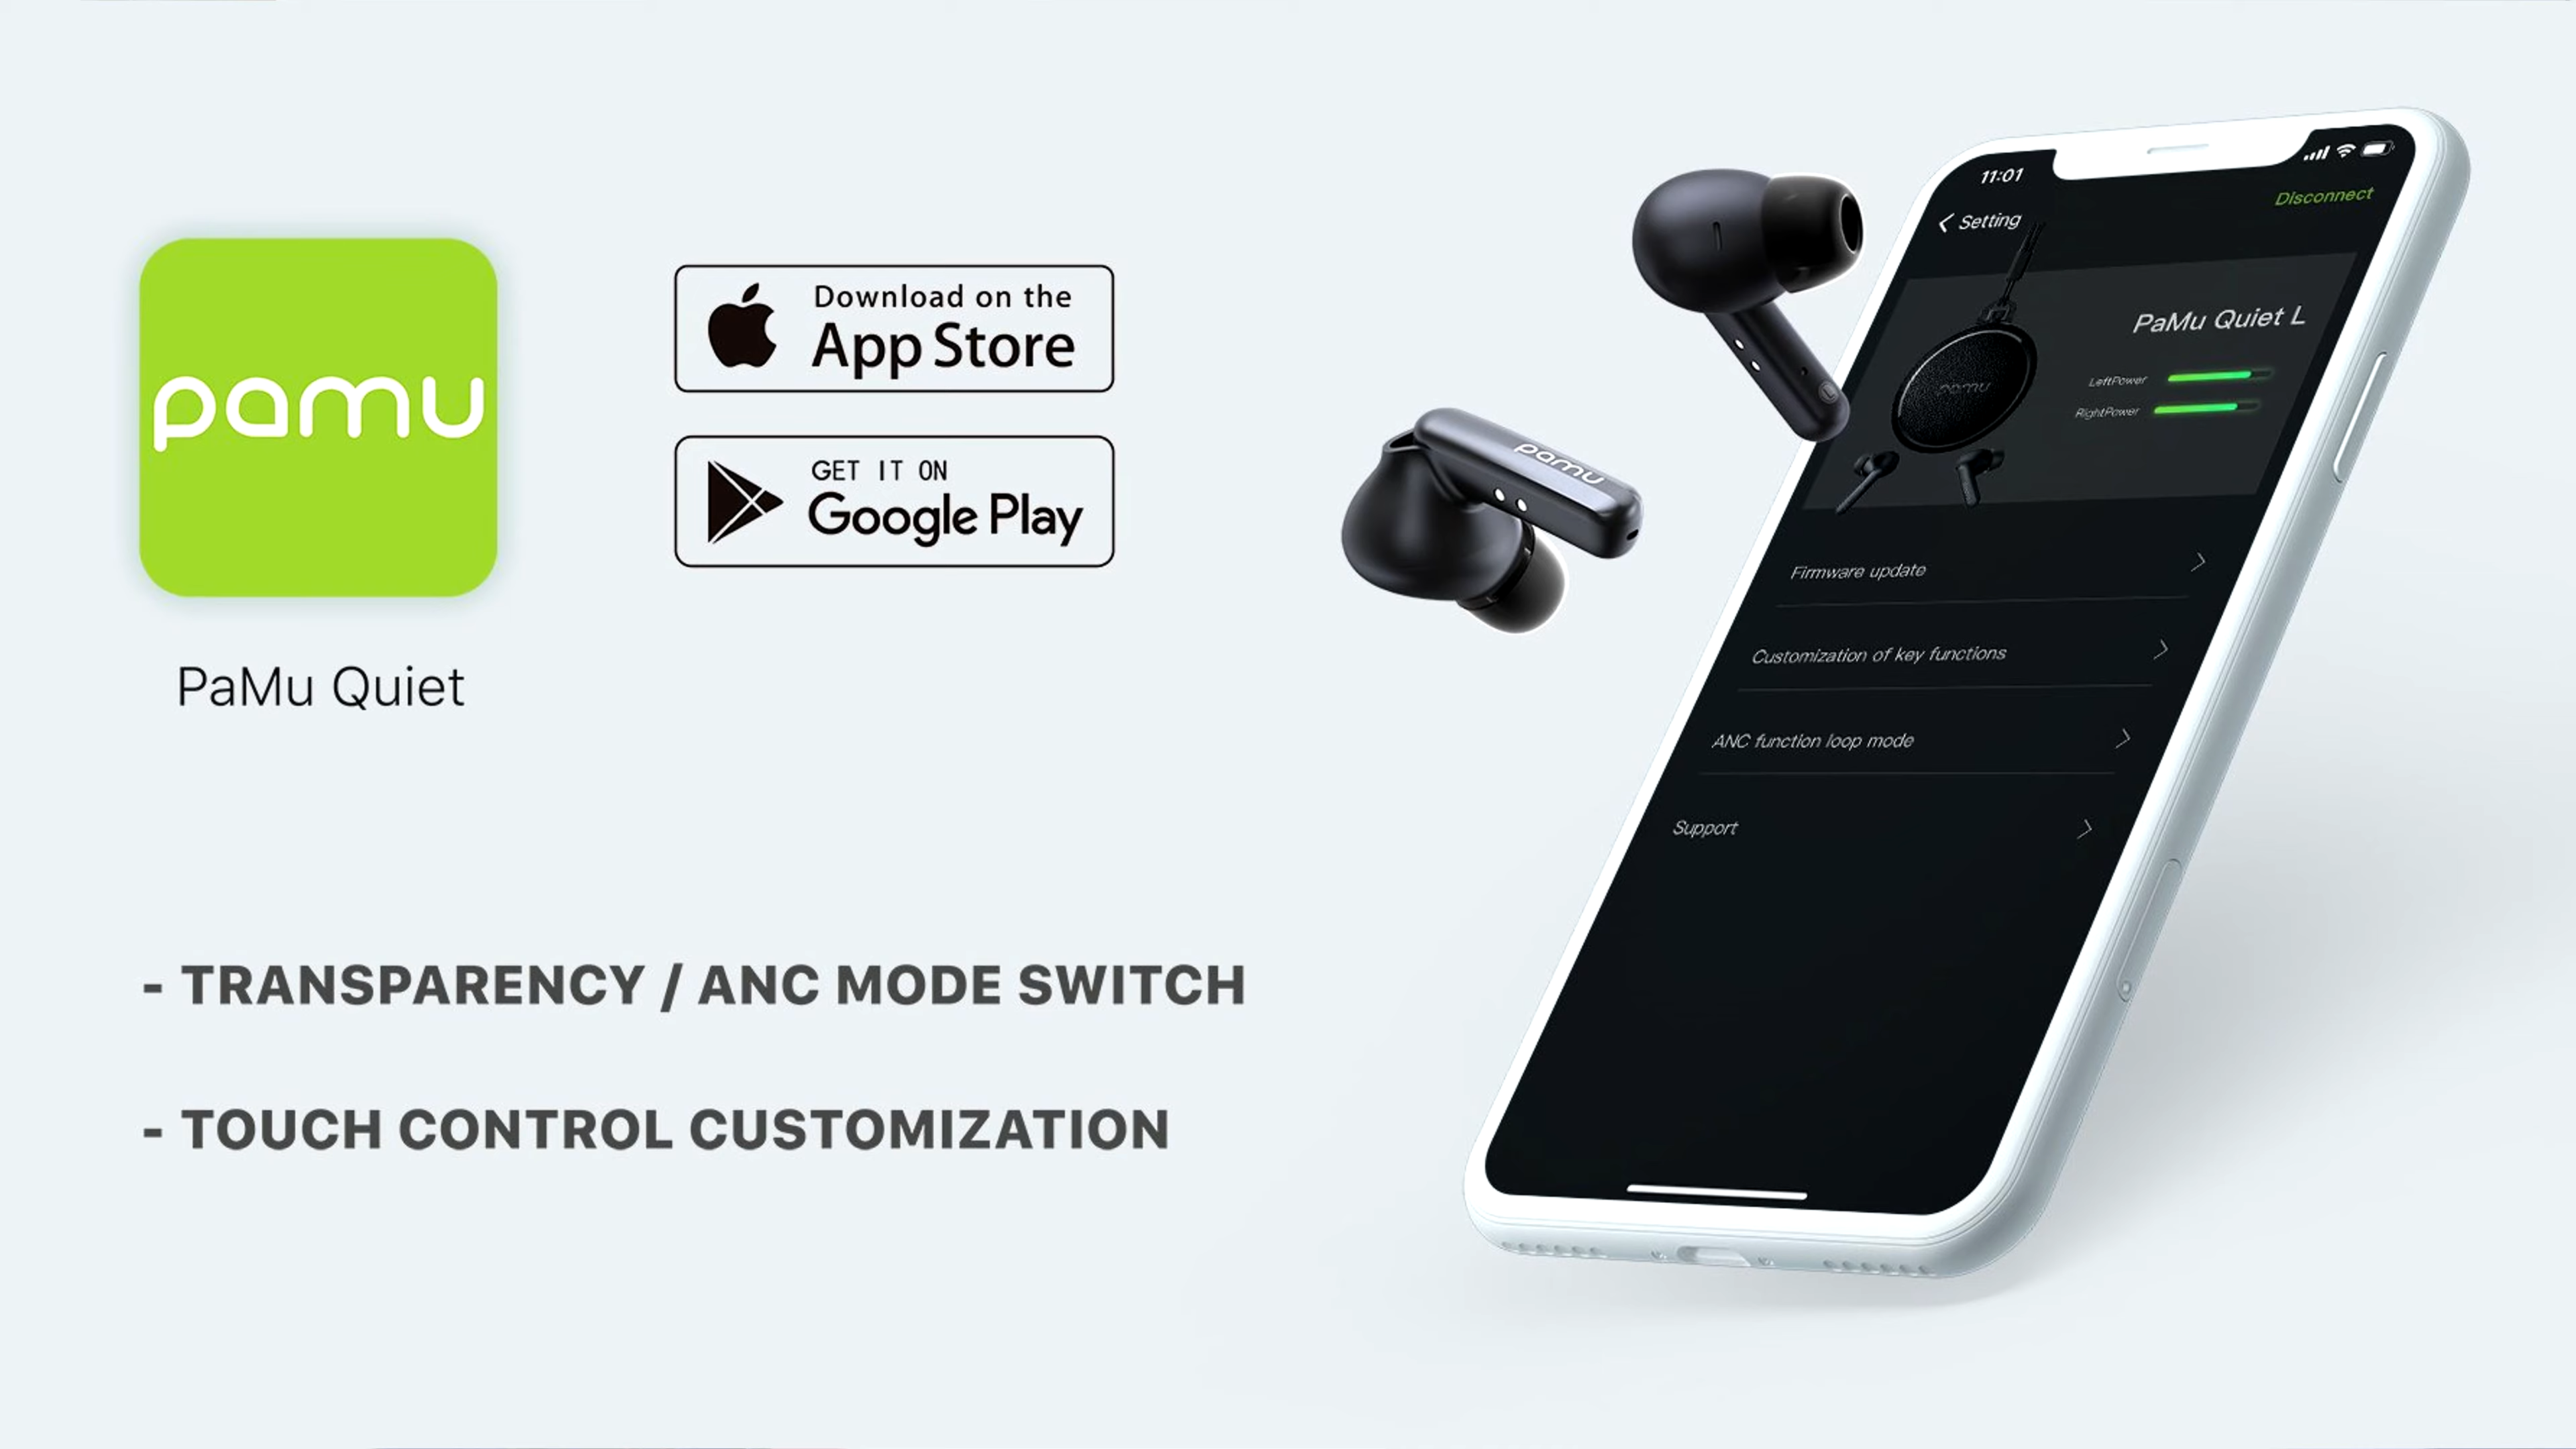 pamu
PaMu Quiet
Download on the
App Store
GET IT ON
Google Play
- TRANSPARENCY / ANC MODE SWITCH
- TOUCH CONTROL CUSTOMIZATION
pamu
11:01
Disconnect
Setting
PaMu Quiet L
pamu
LeftPower
RightPower
Firmware update
Customization of key functions
ANC function loop mode
Support